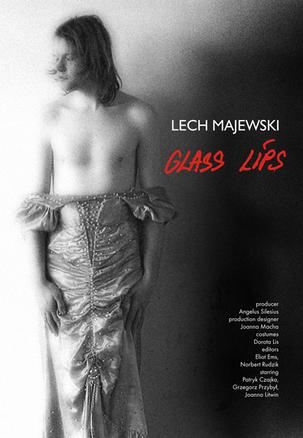 LECH MAJEWSKI
GLASS LIPS
producer
Angelus Silesius
production designer
Joanna Macha
costumes
Dorota Lis
editors
Eliot Ems,
Norbert Rudzik
starring
Patryk Czajka,
Grzegorz Przybył,
Joanna Litwin